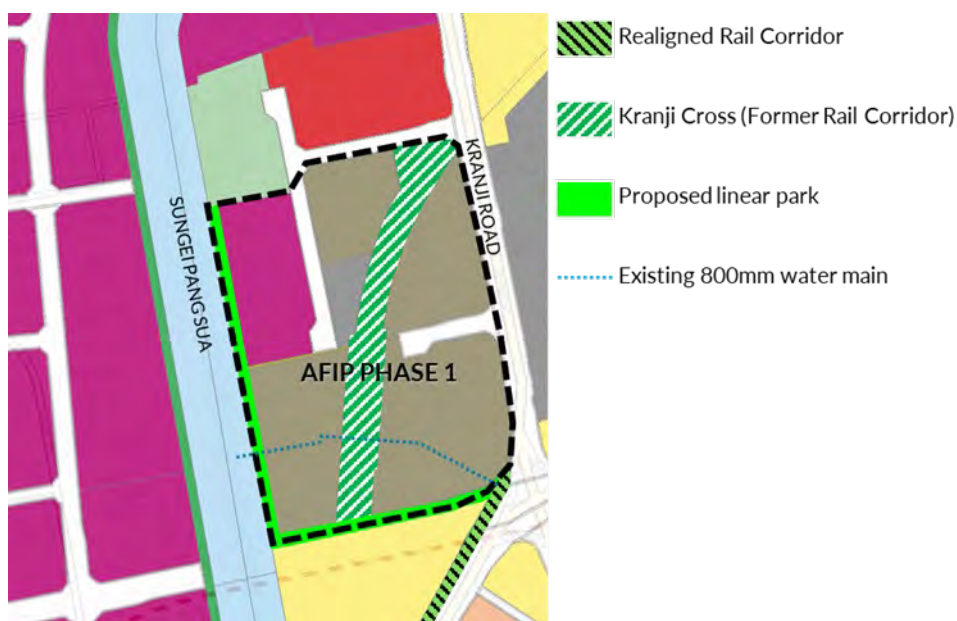 SUNGEI PANG SUA
KRANJI ROAD
AFIP PHASE 1
Realigned Rail Corridor
Kranji Cross (Former Rail Corridor)
Proposed linear park
Existing 800mm water main